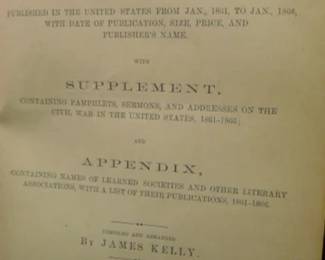 PUBLISHED IN THE UNITED STATES FROM JAN., 1861, TO JAN., 1866,
WITH DATE OF PUBLICATION, SIZE, PRICE, AND
PUBLISHER'S NAME.
WITH
SUPPLEMENT,
CONTAINING PAMPHLETS, SERMONS, AND ADDRESSES ON THE
CIVIL WAR IN THE UNITED STATES, 1861-1866;
AND
APPENDIX,
CONTAINING NAMES OF LEARNED SOCIETIES AND OTHER LITERARY
ASSOCIATIONS, WITH A LIST OF THEIR PUBLICATIONS, 1861-1866.
COMPILED AND ARRANGED
BY JAMES KELLY.